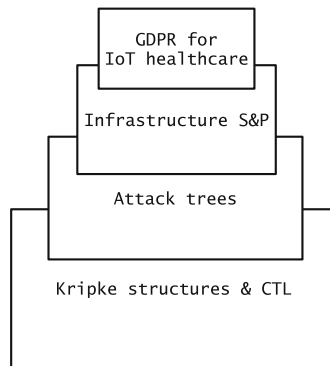 GDPR for
IoT healthcare
Infrastructure S&P
Attack trees
Kripke structures & CTL